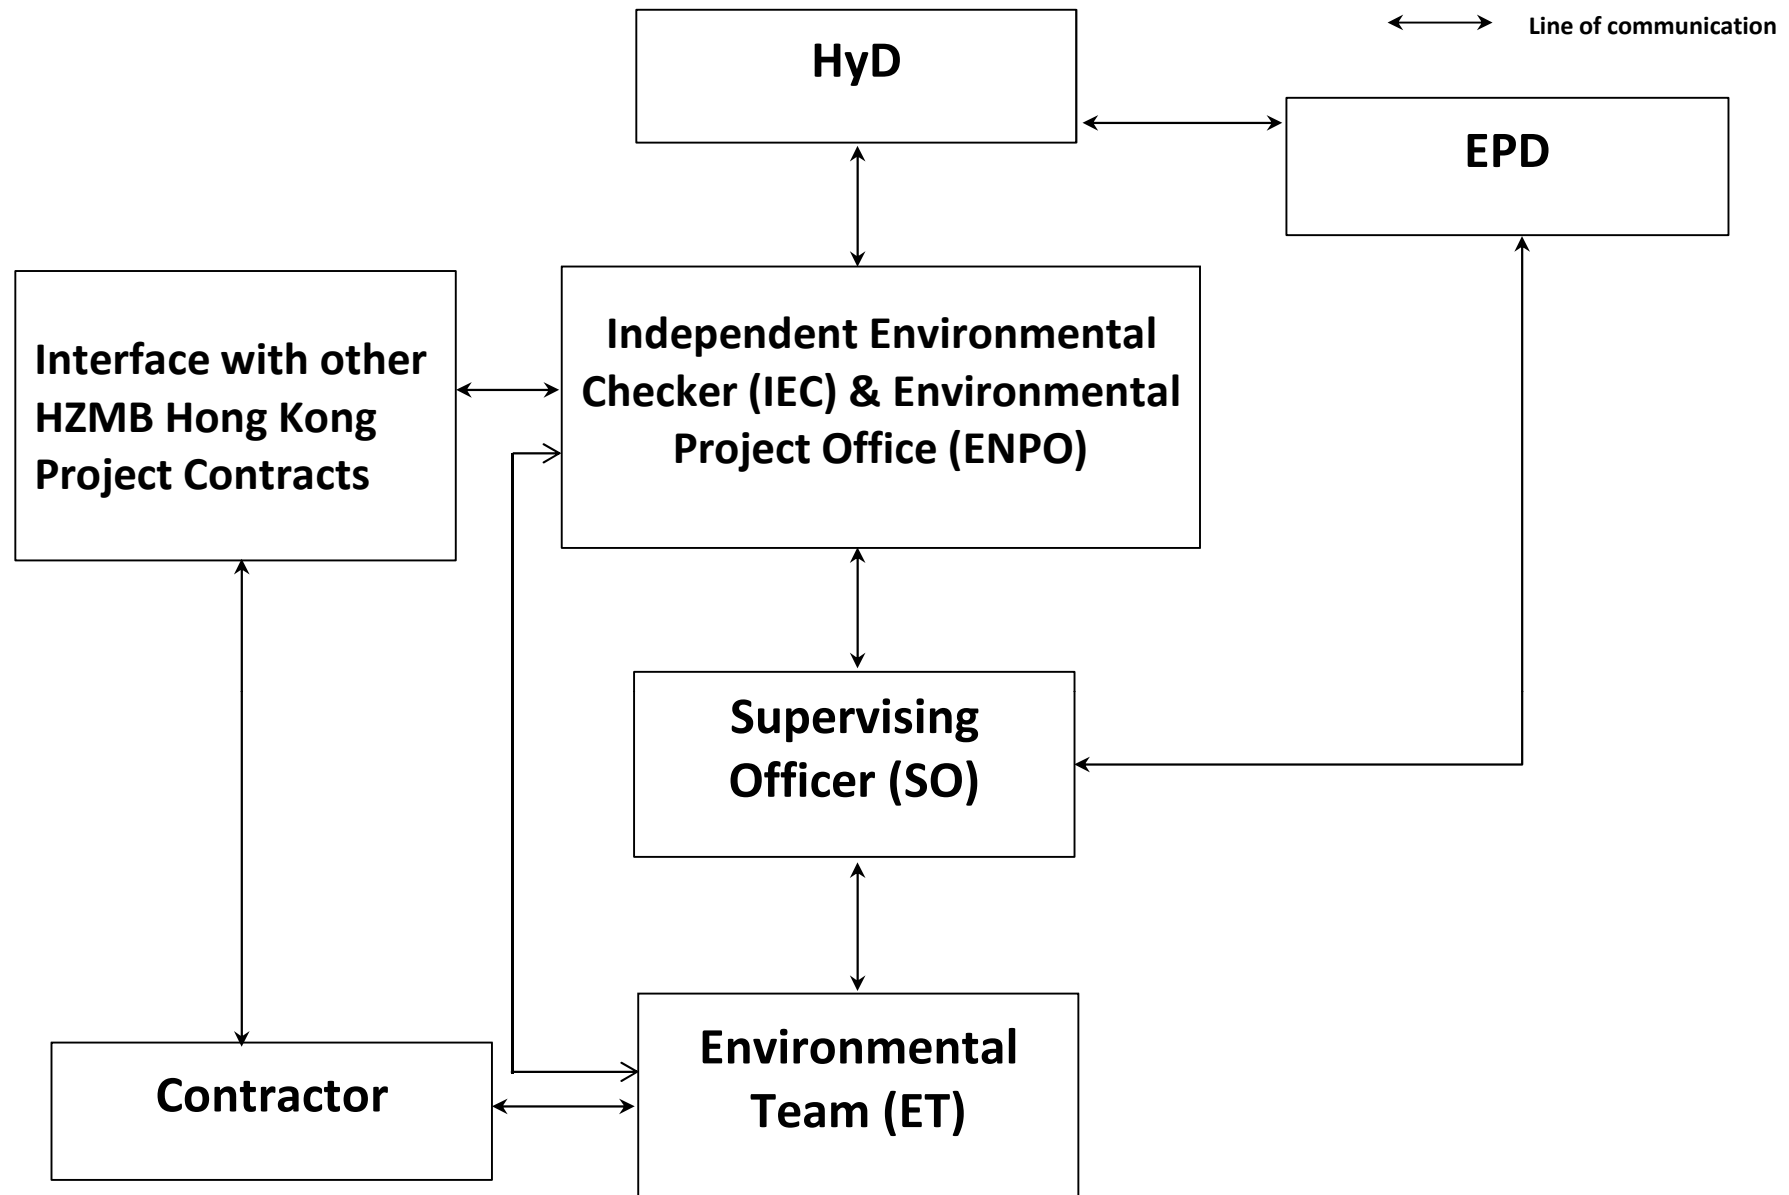 Line of communication
HyD
EPD
Interface with other
HZMB Hong Kong
Project Contracts
Independent Environmental
Checker (IEC) & Environmental
Project Office (ENPO)
Supervising
Officer (SO)
Contractor
Environmental
Team (ET)